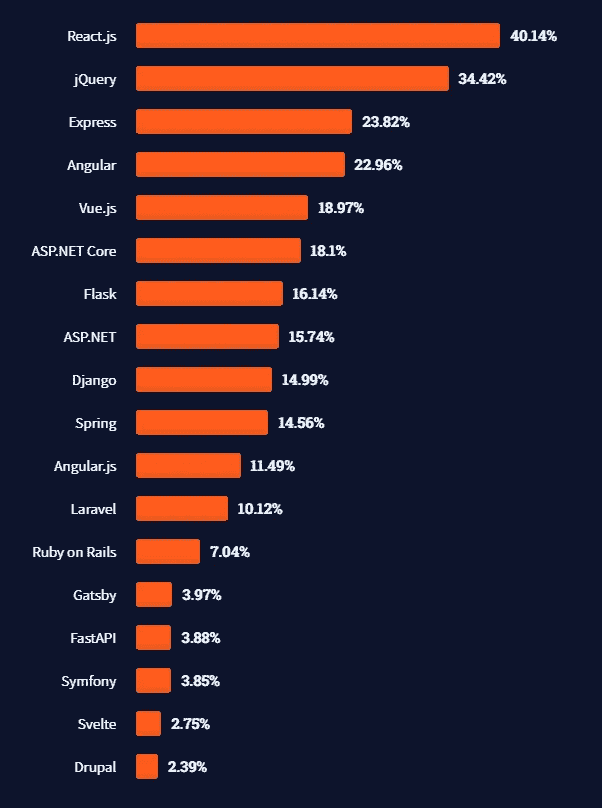 React.js 40.14%
jQuery 34.42%
Express 23.82%
Angular 22.96%
Vue.js 18.97%
ASP.NET Core 18.1%
Flask 16.14%
ASP.NET 15.74%
Django 14.99%
Spring 14.56%
Angular.js 11.49%
Laravel 10.12%
Ruby on Rails 7.04%
Gatsby 3.97%
FastAPI 3.88%
Symfony 3.85%
Svelte 2.75%
Drupal 2.39%